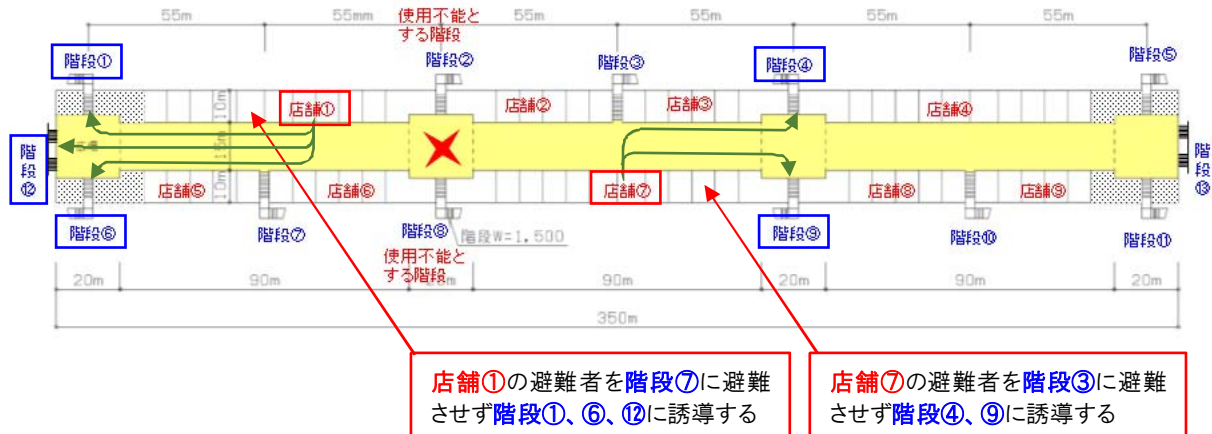 55m
55mm
使用不能と
する階段
55m
55m
55m
55m
階段①
階段②
階段③
階段④
階段⑤
店舗①
店舗②
店舗③
店舗④
10m
15m
10m
階段⑫
階段⑬
店舗⑤
店舗⑥
店舗⑦
店舗⑧
店舗⑨
階段⑥
階段⑦
階段⑧
階段W=1,500
階段⑨
階段⑩
階段⑪
使用不能と
する階段
20m
90m
90m
90m
20m
350m
店舗①の避難者を階段⑦に避難
させず階段①、⑥、⑫に誘導する
店舗⑦の避難者を階段③に避難
させず階段④、⑨に誘導する